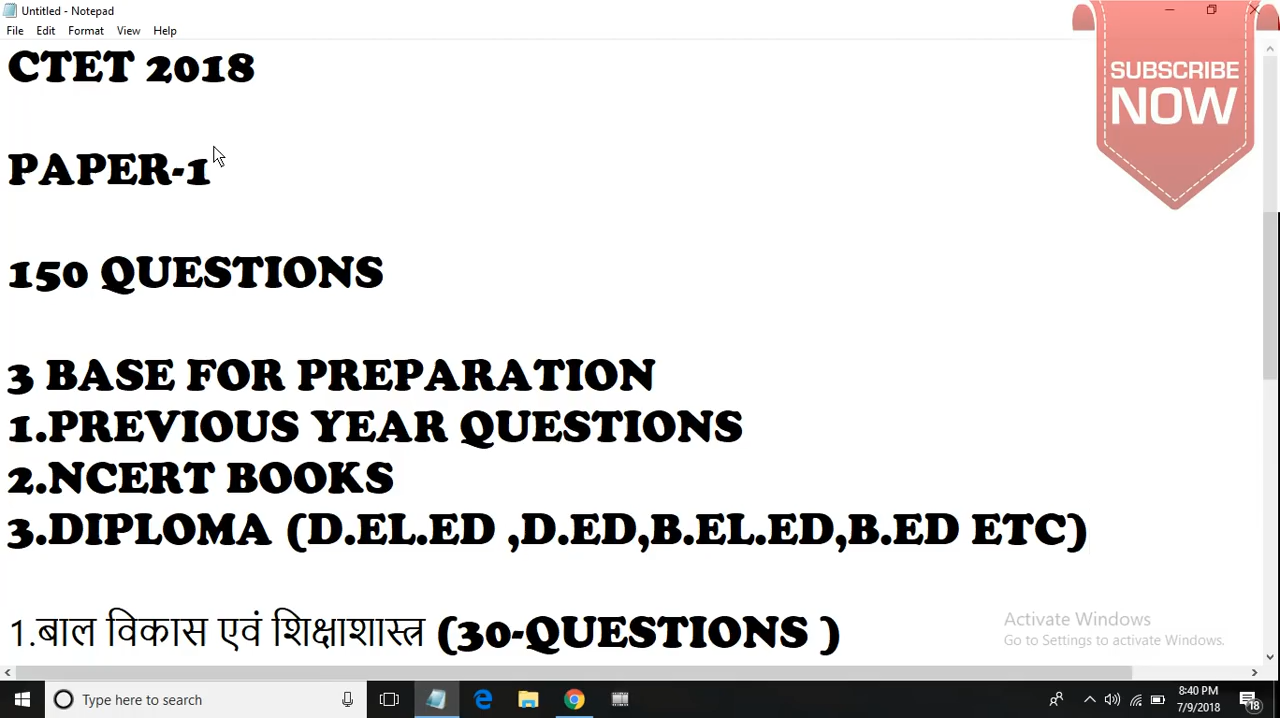 Untitled - Notepad
File Edit Format View Help
SUBSCRIBE
NOW
CTET 2018
PAPER-1
150 QUESTIONS
3 BASE FOR PREPARATION
1.PREVIOUS YEAR QUESTIONS
2.NCERT BOOKS
3.DIPLOMA (D.EL.ED ,D.ED,B.EL.ED,B.ED ETC)
1.बाल विकास एवं शिक्षाशास्त्र (30-QUESTIONS )
Activate Windows
Go to Settings to activate Windows.
Type here to search
8:40 PM
7/9/2018
18